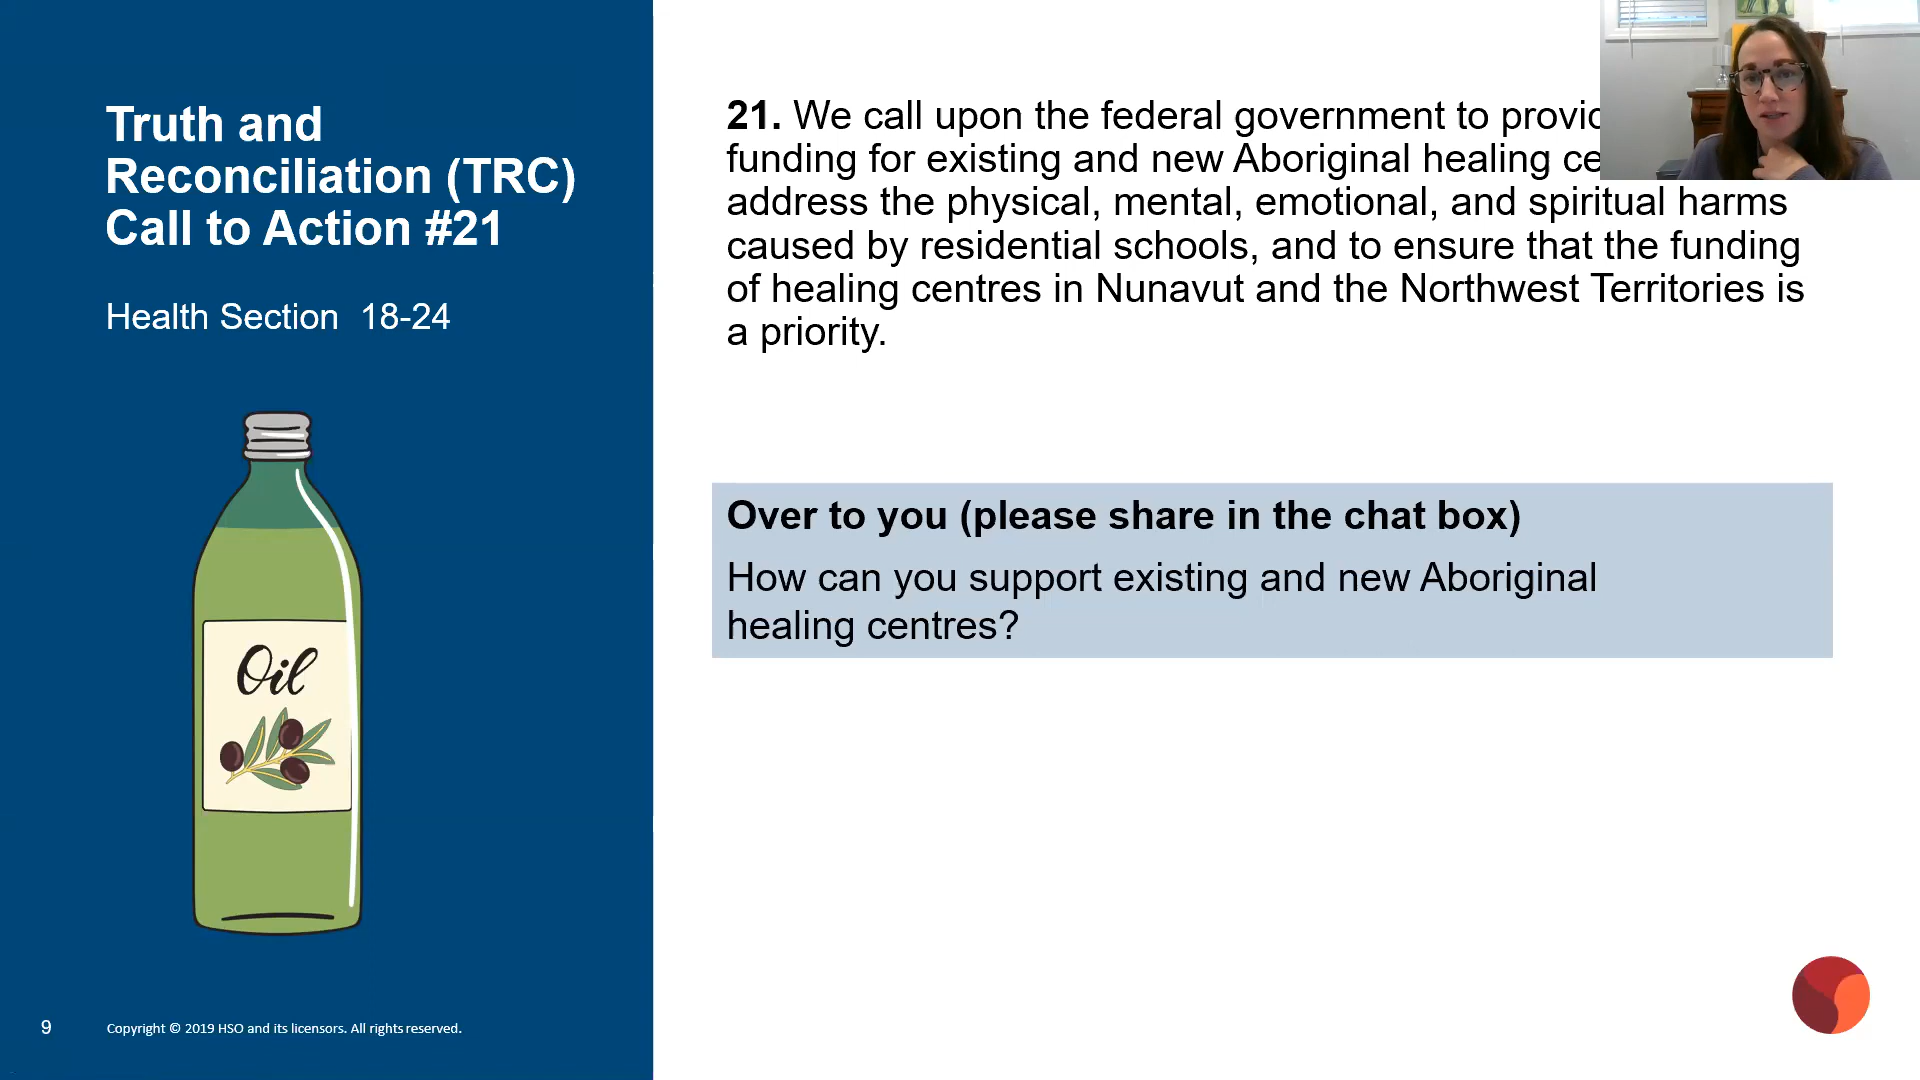 Truth and
Reconciliation (TRC)
Call to Action #21
Health Section 18-24
Oil
9
Copyright © 2019 HSO and its licensors. All rights reserved.
21. We call upon the federal government to
funding for existing and new Aboriginal healing
address the physical, mental, emotional, and spiritual harms
caused by residential schools, and to ensure that the funding
of healing centres in Nunavut and the Northwest Territories is
a priority.
Over to you (please share in the chat box)
How can you support existing and new Aboriginal
healing centres?